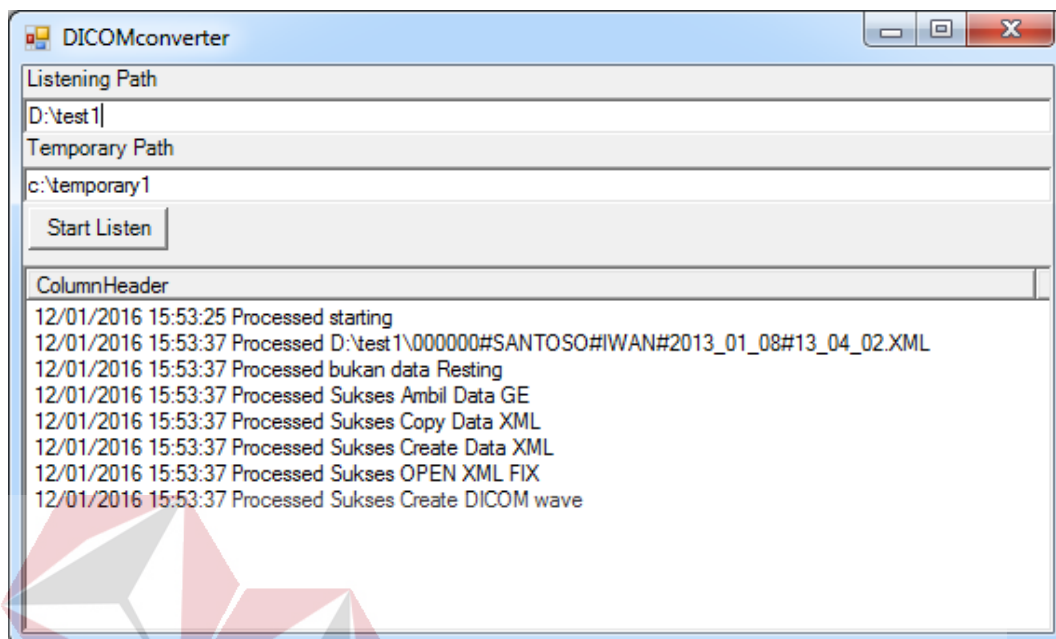 DICOMconverter
Listening Path
D:\test1
Temporary Path
c:\temporary1
Start Listen
ColumnHeader
12/01/2016 15:53:25 Processed starting
12/01/2016 15:53:37 Processed D:\test1\000000#SANTOSO#IWAN#2013_01_08#13_04_02.XML
12/01/2016 15:53:37 Processed bukan data Resting
12/01/2016 15:53:37 Processed Sukses Ambil Data GE
12/01/2016 15:53:37 Processed Sukses Copy Data XML
12/01/2016 15:53:37 Processed Sukses Create Data XML
12/01/2016 15:53:37 Processed Sukses OPEN XML FIX
12/01/2016 15:53:37 Processed Sukses Create DICOM wave